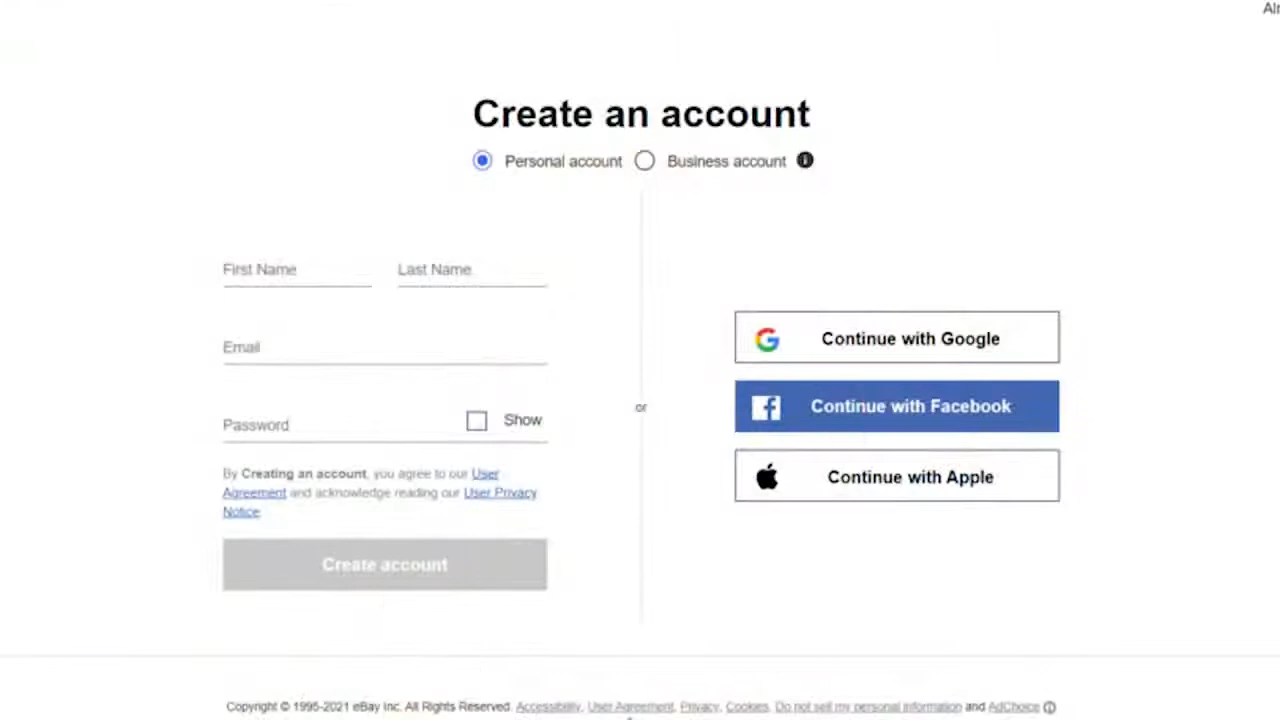 Create an account
Personal account Business account
First Name Last Name
Email
Password Show
By Creating an account, you agree to our User
Agreement and acknowledge reading our User Privacy
Notice
Create account
or
Continue with Google
Continue with Facebook
Continue with Apple
Copyright © 1995-2021 eBay Inc. All Rights Reserved. Accessibility, User Agreement, Privacy, Cookies, Do not sell my personal information and AdChoice